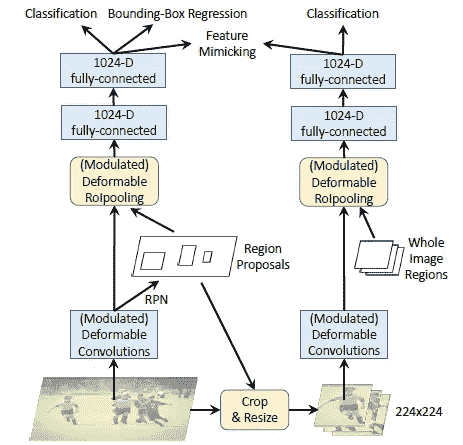 Classification
Bounding-Box Regression
Classification
Feature
Mimicking
1024-D
fully-connected
1024-D
fully-connected
1024-D
fully-connected
1024-D
fully-connected
(Modulated)
Deformable
RoIpooling
(Modulated)
Deformable
RoIpooling
Region
Proposals
Whole
Image
Regions
RPN
(Modulated)
Deformable
Convolutions
(Modulated)
Deformable
Convolutions
Crop
& Resize
224x224